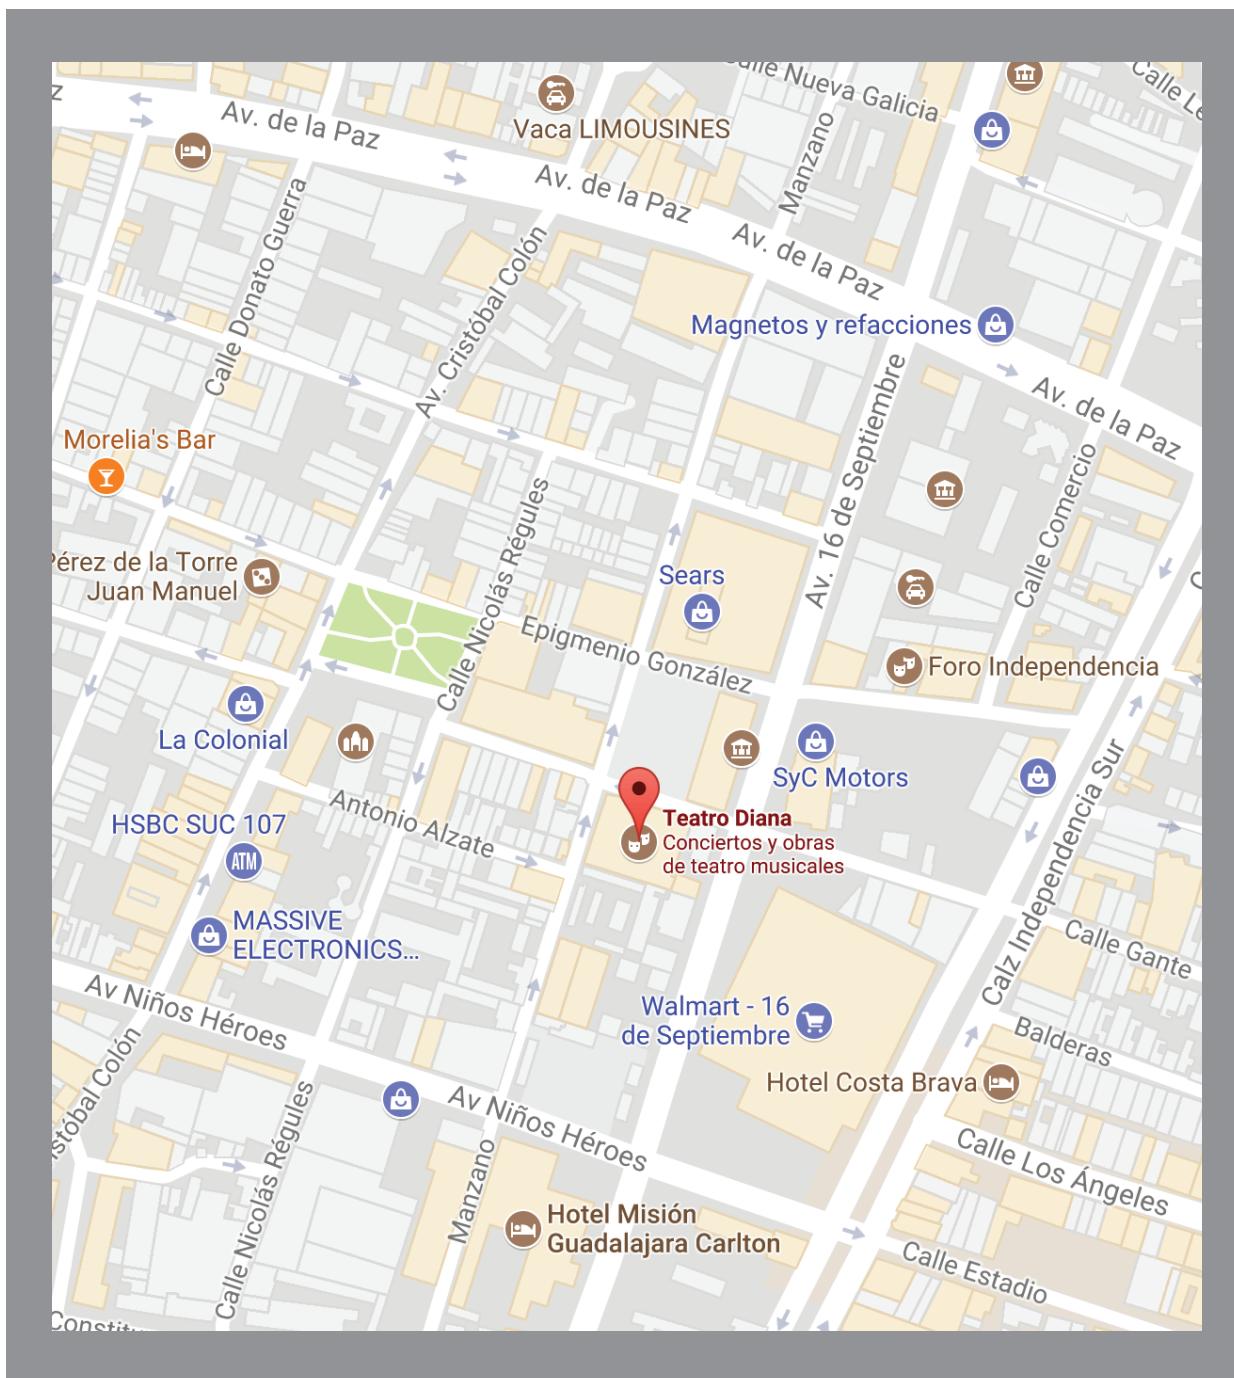 Calle Nueva Galicia
Av. de la Paz
Vaca LIMOUSINES
Manzano
Av. de la Paz
Av. de la Paz
Calle Donato Guerra
Av. Cristóbal Colón
Magnetos y refacciones
Av. de la Paz
Morelia's Bar
Av. 16 de Septiembre
Calle Comercio
Calle Nicolás Régules
Pérez de la Torre
Juan Manuel
Sears
Epigmenio González
Foro Independencia
Calle Nicolás Régules
La Colonial
SyC Motors
Calz Independencia Sur
Antonio Alzate
HSBC SUC 107
ATM
Teatro Diana
Conciertos y obras
de teatro musicales
MASSIVE
ELECTRONICS...
Calle Gante
Av Niños Héroes
Walmart - 16
de Septiembre
Balderas
Hotel Costa Brava
stóbal Colón
Av Niños Héroes
Calle Los Ángeles
Calle Nicolás Régules
Manzano
Hotel Misión
Guadalajara Carlton
Calle Estadio